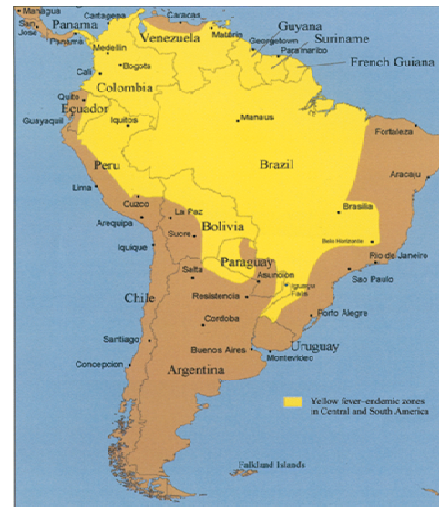 Managua
Cartagena
Caracas
San Jose
Panama
Panama
Venezuela
Maturin
Guyana
Georgetown
Suriname
Paramaribo
French Guiana
Medellin
Bogota
Cali
Colombia
Quito
Ecuador
Guayaquil
Iquitos
Manaus
Fortaleza
Peru
Brazil
Aracaju
Lima
Cuzco
Brasilia
Arequipa
La Paz
Bolivia
Sucre
Belo Horizonte
Iquique
Paraguay
Rio de Janeiro
Sao Paulo
Salta
Asuncion
Chile
Resistencia
Cordoba
Porto Alegre
Santiago
Uruguay
Buenos Aires
Montevideo
Concepcion
Argentina
Yellow fever-endemic zones
in Central and South America
Falkland Islands